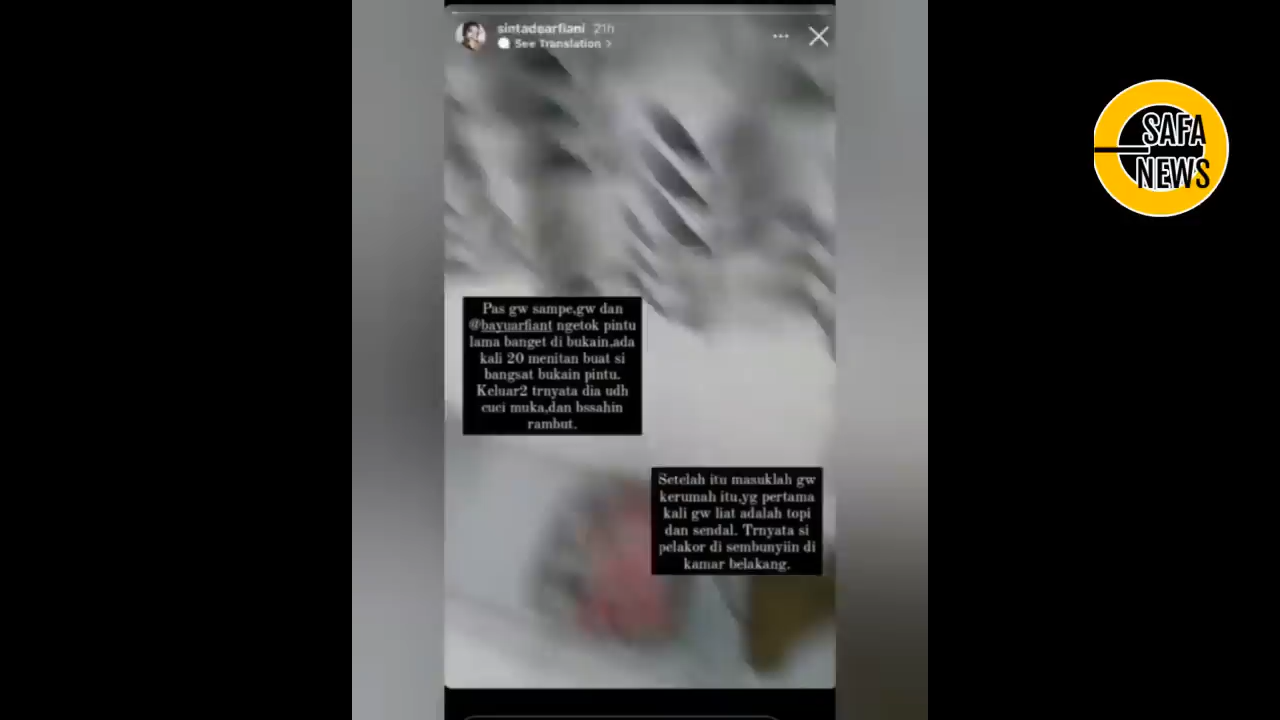 sintadearfiani 21h
See Translation >
SAFA
NEWS
Pas gw sampe,gw dan
@bayuarfiant ngetok pintu
lama banget di bukain,ada
kali 20 menitan buat si
bangsat bukain pintu.
Keluar2 trnyata dia udh
cuci muka,dan bssahin
rambut.
Setelah itu masuklah gw
kerumah itu,yg pertama
kali gw liat adalah topi
dan sendal. Trnyata si
pelakor di sembunyiin di
kamar belakang.